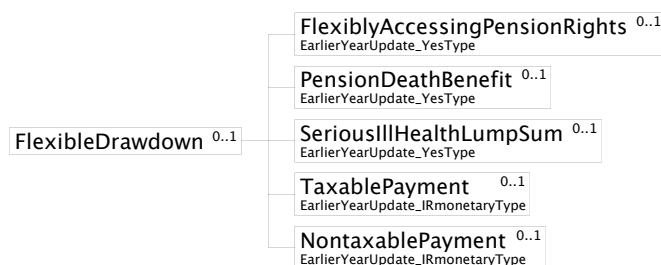 FlexiblyAccessingPensionRights 0..1
EarlierYearUpdate_YesType
PensionDeathBenefit 0..1
EarlierYearUpdate_YesType
FlexibleDrawdown 0..1
SeriousIllHealthLumpSum 0..1
EarlierYearUpdate_YesType
TaxablePayment 0..1
EarlierYearUpdate_IRmonetaryType
NontaxablePayment 0..1
EarlierYearUpdate_IRmonetaryType